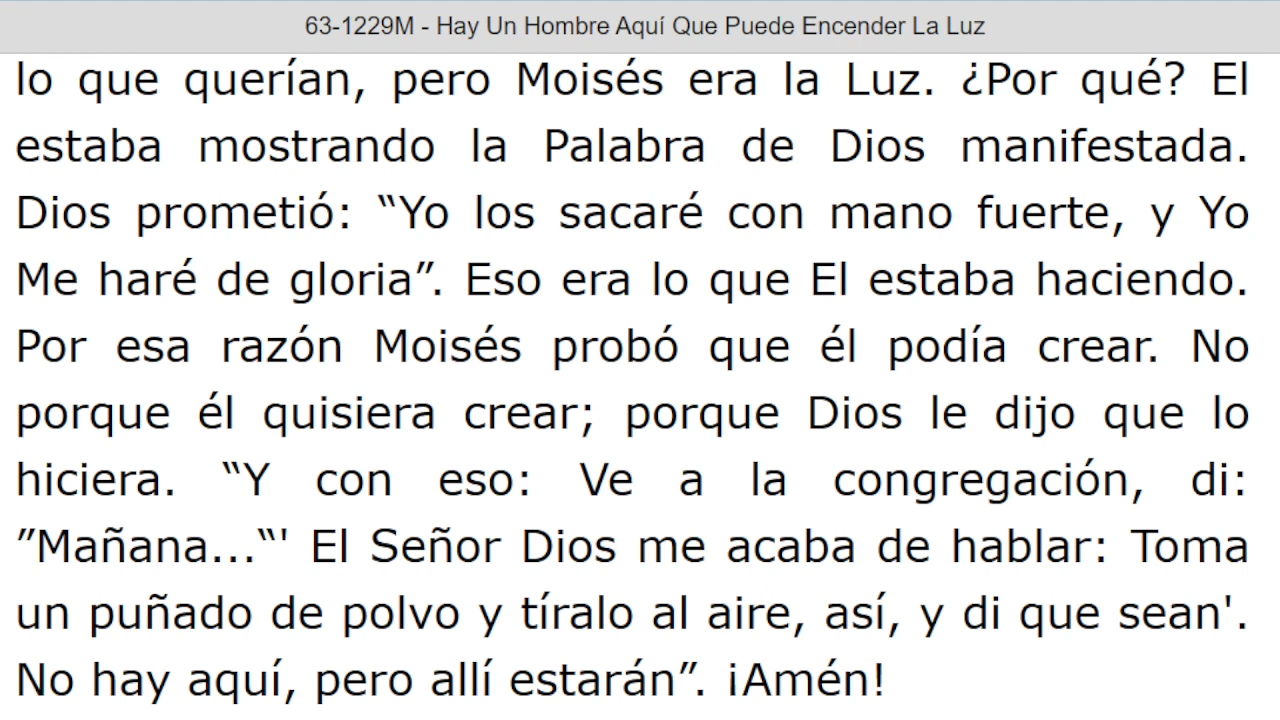 63-1229M - Hay Un Hombre Aquí Que Puede Encender La Luz
lo que querían, pero Moisés era la Luz. ¿Por qué? El
estaba mostrando la Palabra de Dios manifestada.
Dios prometió: “Yo los sacaré con mano fuerte, y Yo
Me haré de gloria”. Eso era lo que El estaba haciendo.
Por esa razón Moisés probó que él podía crear. No
porque él quisiera crear; porque Dios le dijo que lo
hiciera. “Y con eso: Ve a la congregación, di:
”Mañana...“' El Señor Dios me acaba de hablar: Toma
un puñado de polvo y tíralo al aire, así, y di que sean'.
No hay aquí, pero allí estarán”. ¡Amén!